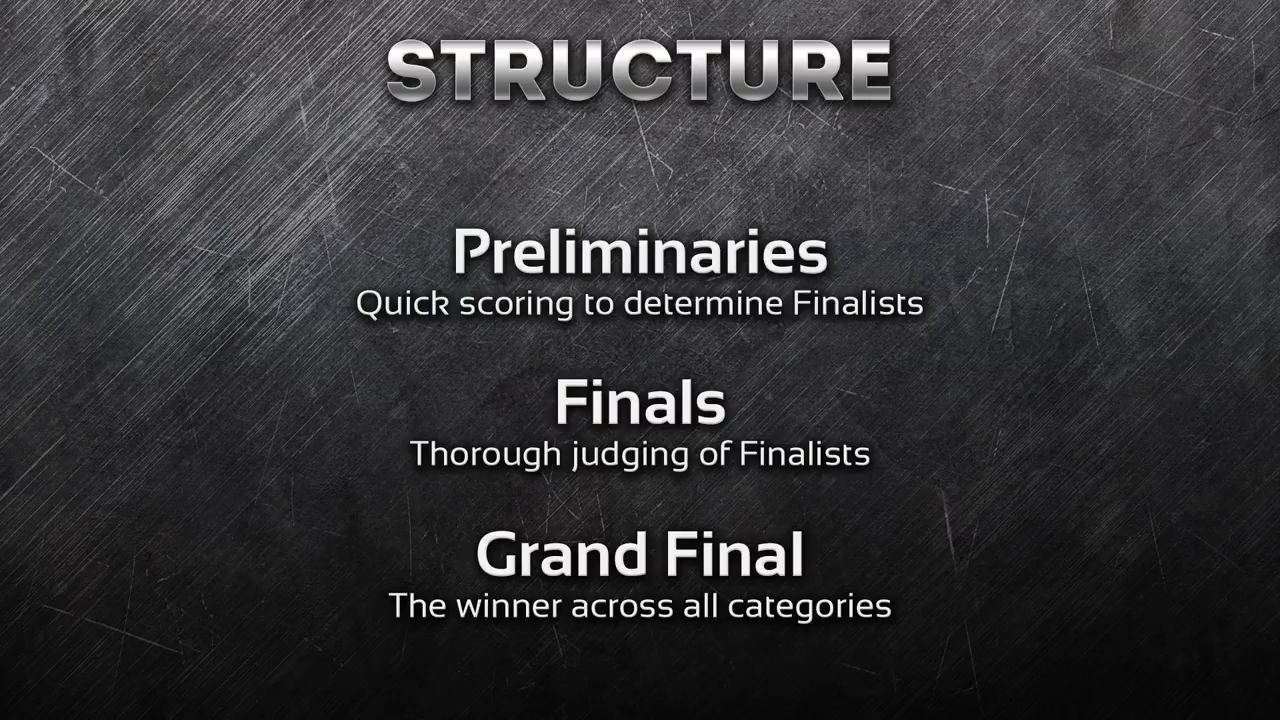 STRUCTURE
Preliminaries
Quick scoring to determine Finalists
Finals
Thorough judging of Finalists
Grand Final
The winner across all categories